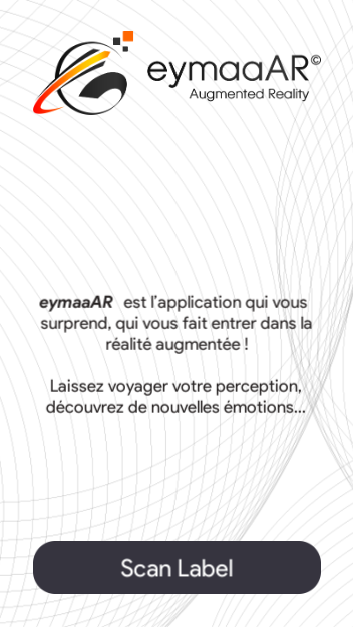 eymaaAR©
Augmented Reality
eymaaAR est l'application qui vous
surprend, qui vous fait entrer dans la
réalité augmentée !
Laissez voyager votre perception,
découvrez de nouvelles émotions...
Scan Label